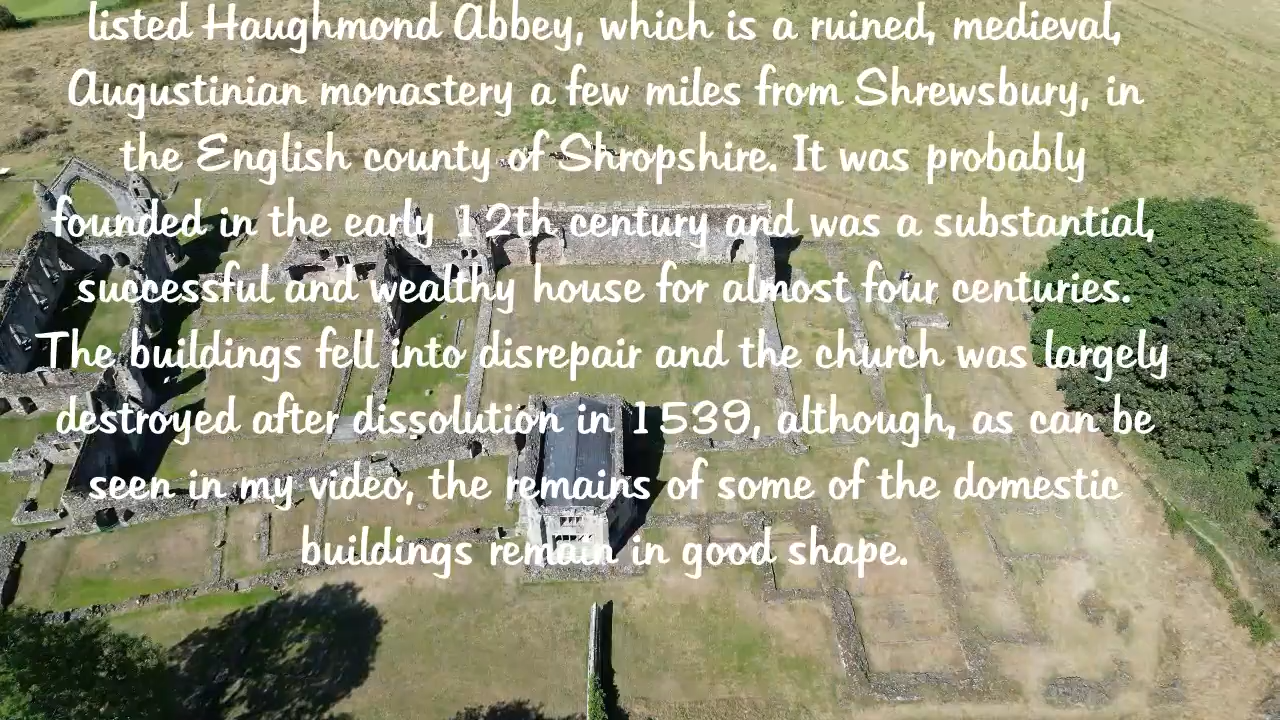 listed Haughmond Abbey, which is a ruined, medieval,
Augustinian monastery a few miles from Shrewsbury, in
the English county of Shropshire. It was probably
founded in the early 12th century and was a substantial,
successful and wealthy house for almost four centuries.
The buildings fell into disrepair and the church was largely
destroyed after dissolution in 1539, although, as can be
seen in my video, the remains of some of the domestic
buildings remain in good shape.